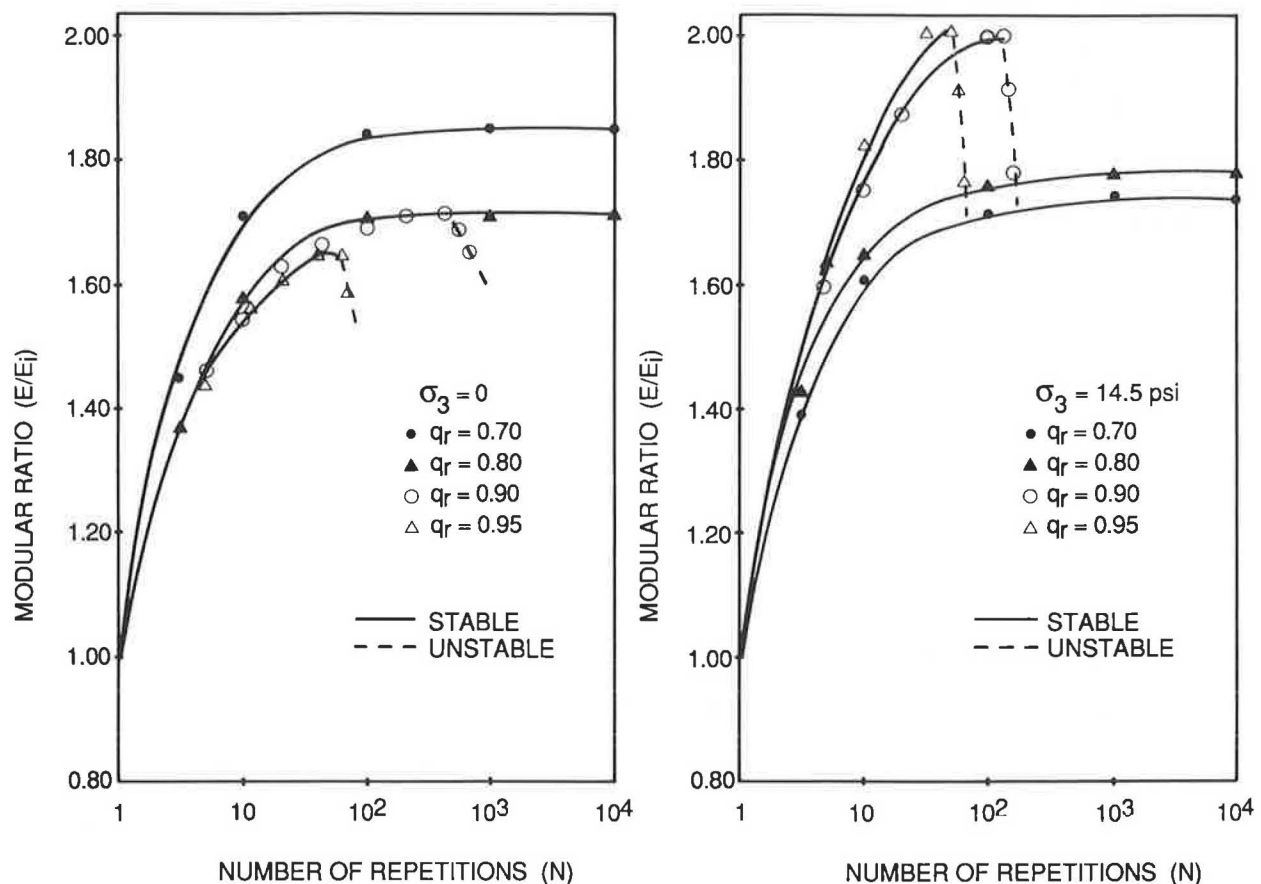 2.00
1.80
1.60
1.40
1.20
1.00
0.80
MODULAR RATIO (E/Ei)
σ3 = 0
qr = 0.70
qr = 0.80
qr = 0.90
qr = 0.95
STABLE
UNSTABLE
1 10 10² 10³ 10⁴
NUMBER OF REPETITIONS (N)
2.00
1.80
1.60
1.40
1.20
1.00
0.80
MODULAR RATIO (E/Ei)
σ3 = 14.5 psi
qr = 0.70
qr = 0.80
qr = 0.90
qr = 0.95
STABLE
UNSTABLE
1 10 10² 10³ 10⁴
NUMBER OF REPETITIONS (N)